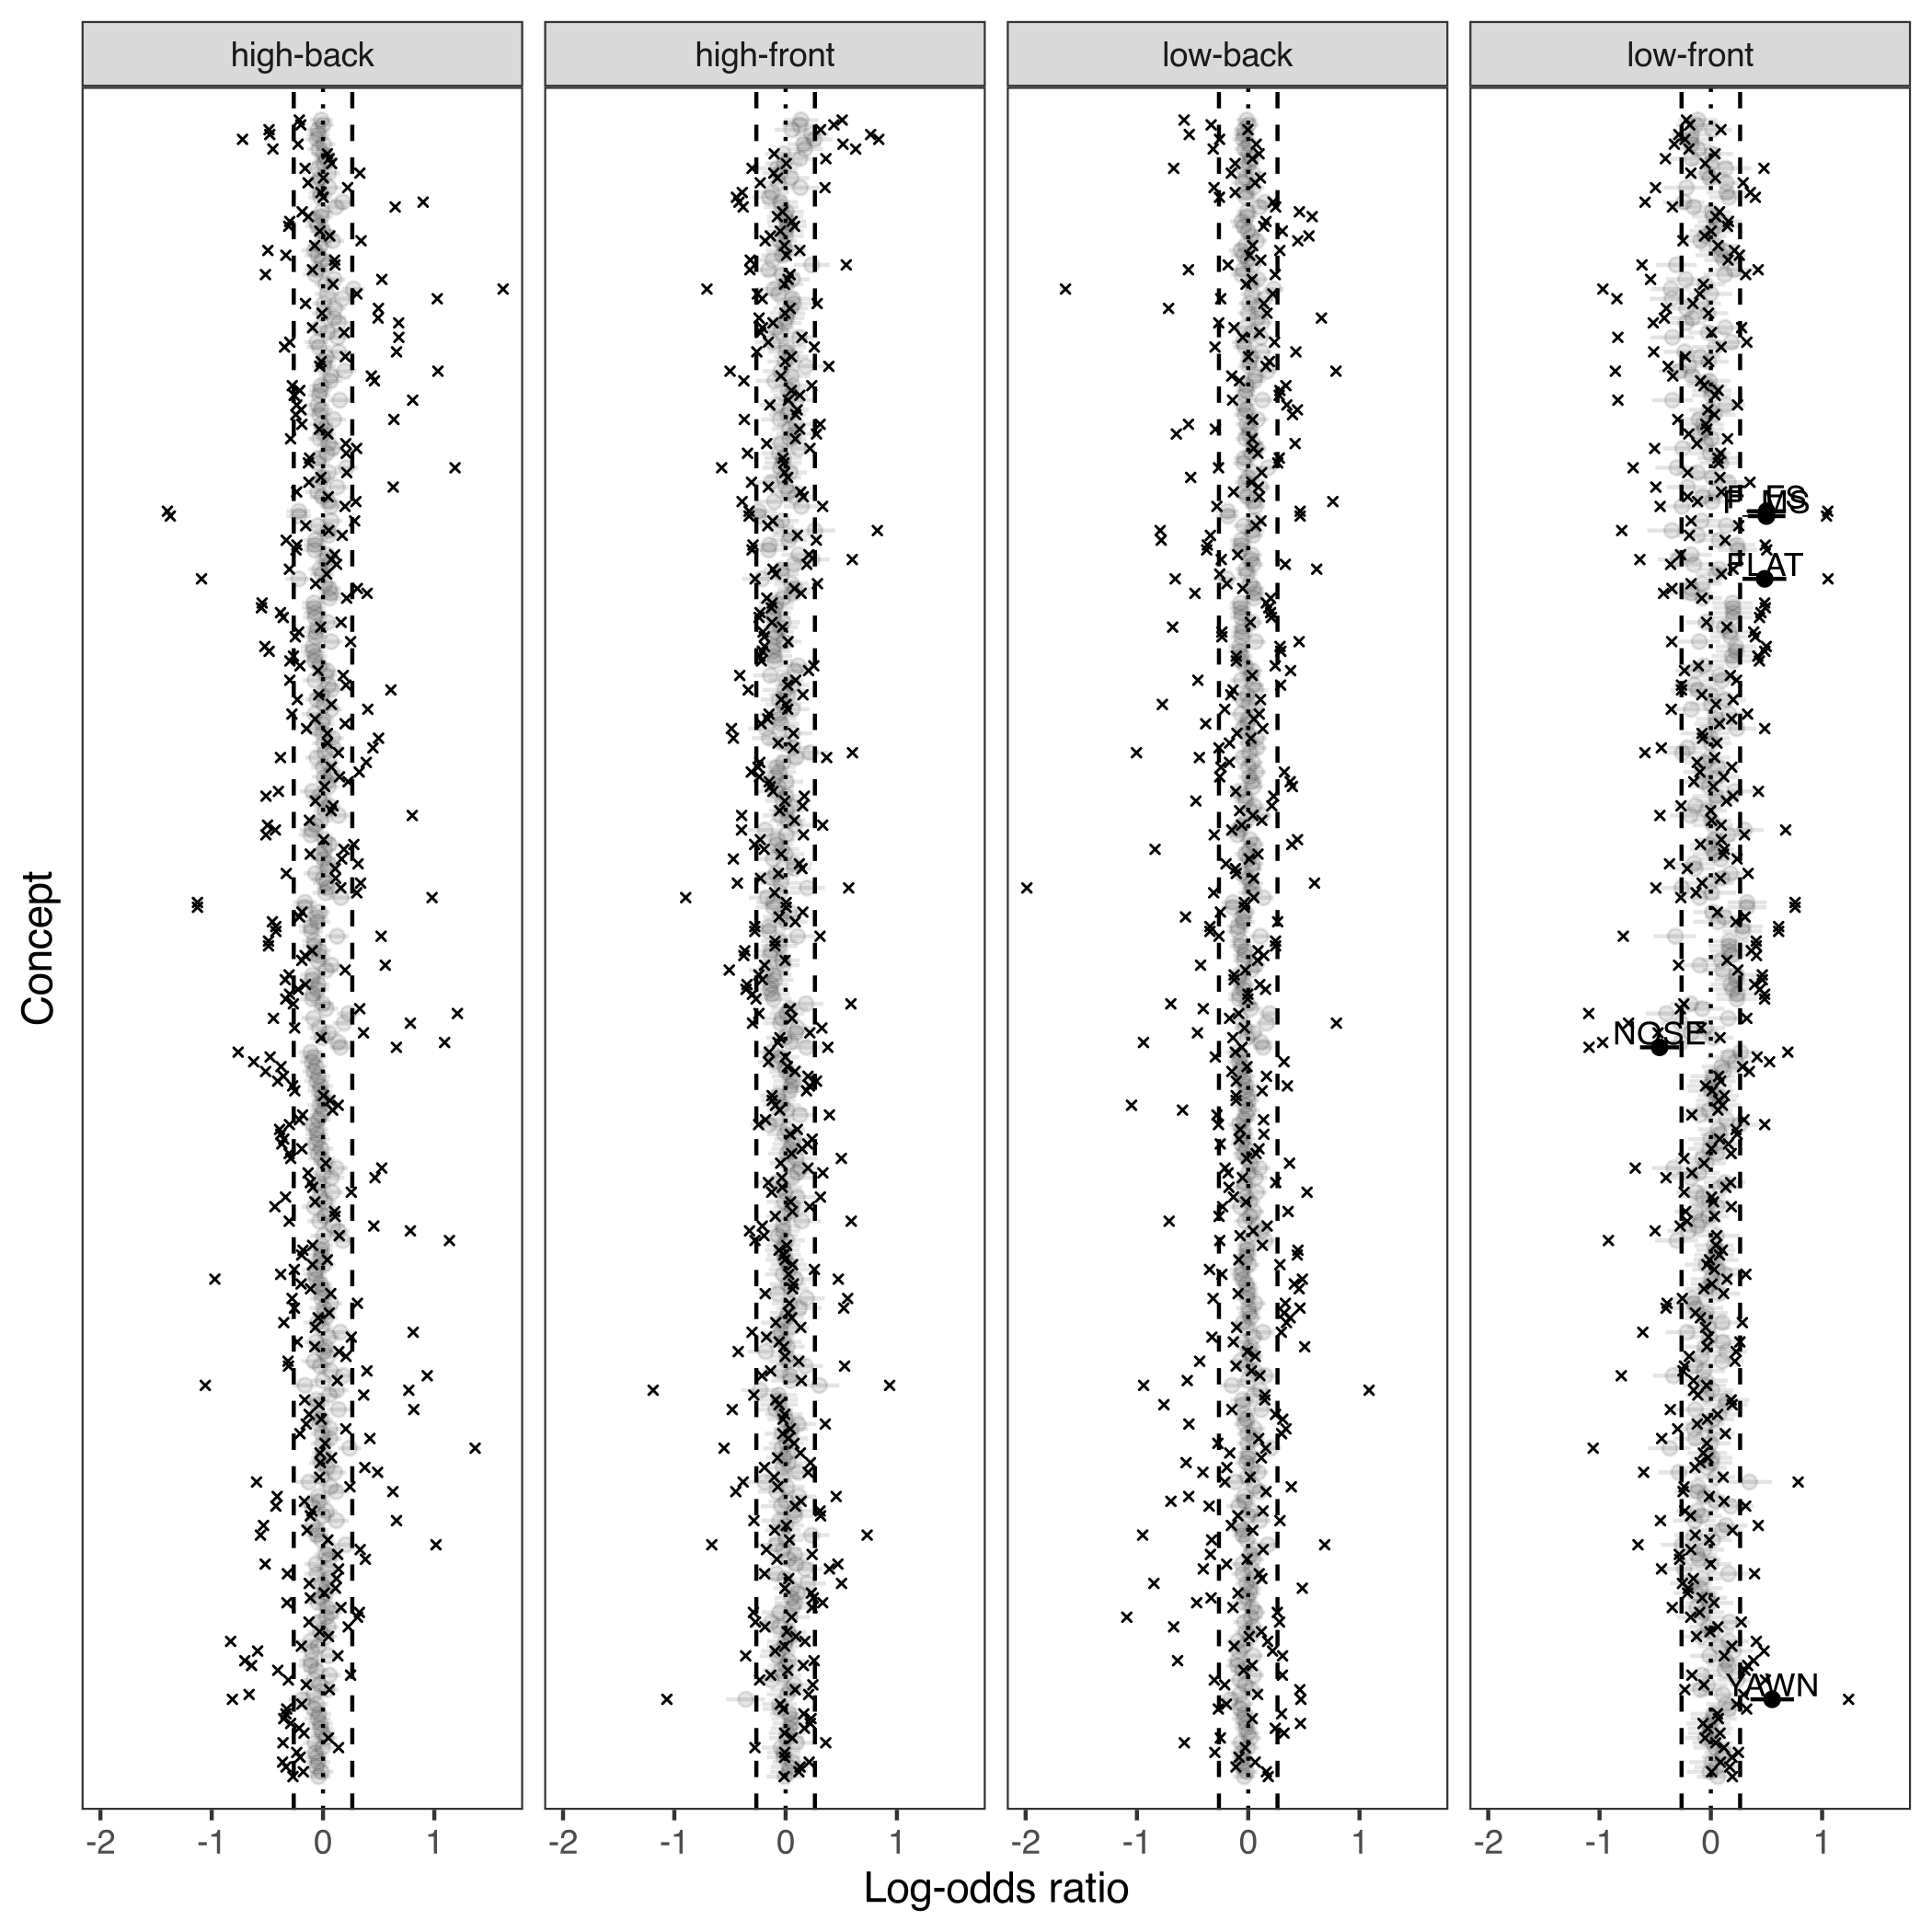 high-back
high-front
low-back
low-front
FLAT
NOSE
YAWN
Concept
-2 -1 0 1
-2 -1 0 1
-2 -1 0 1
-2 -1 0 1
Log-odds ratio